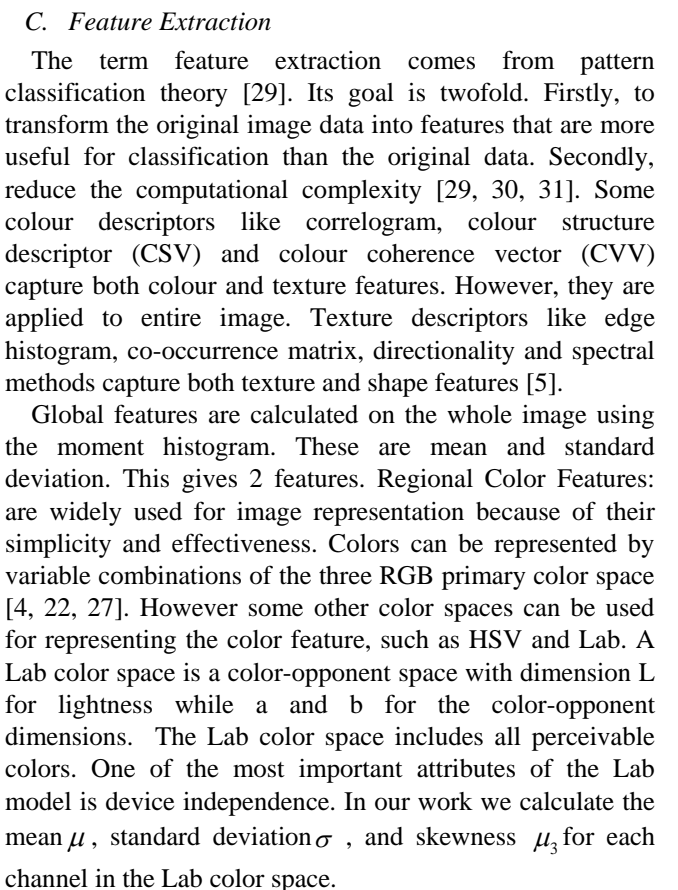 C. Feature Extraction
The term feature extraction comes from pattern
classification theory [29]. Its goal is twofold. Firstly, to
transform the original image data into features that are more
useful for classification than the original data. Secondly,
reduce the computational complexity [29, 30, 31]. Some
colour descriptors like correlogram, colour structure
descriptor (CSV) and colour coherence vector (CVV)
capture both colour and texture features. However, they are
applied to entire image. Texture descriptors like edge
histogram, co-occurrence matrix, directionality and spectral
methods capture both texture and shape features [5].
Global features are calculated on the whole image using
the moment histogram. These are mean and standard
deviation. This gives 2 features. Regional Color Features:
are widely used for image representation because of their
simplicity and effectiveness. Colors can be represented by
variable combinations of the three RGB primary color space
[4, 22, 27]. However some other color spaces can be used
for representing the color feature, such as HSV and Lab. A
Lab color space is a color-opponent space with dimension L
for lightness while a and b for the color-opponent
dimensions. The Lab color space includes all perceivable
colors. One of the most important attributes of the Lab
model is device independence. In our work we calculate the
mean μ, standard deviation σ , and skewness μ₃ for each
channel in the Lab color space.